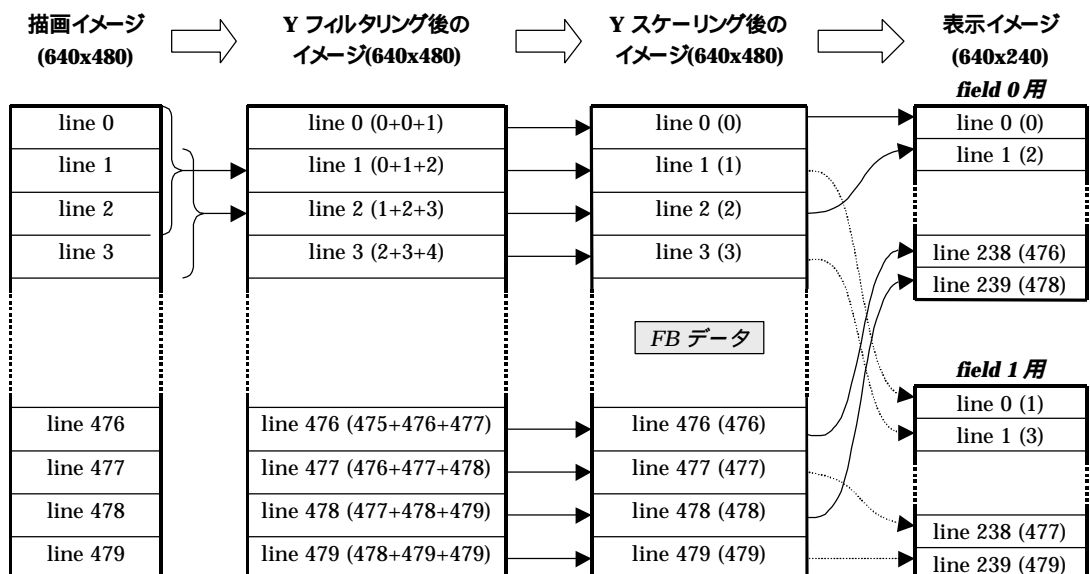 描画イメージ
(640x480)
Y フィルタリング後の
イメージ(640x480)
Y スケーリング後の
イメージ(640x480)
表示イメージ
(640x240)
line 0
line 1
line 2
line 3
line 476
line 477
line 478
line 479
line 0 (0+0+1)
line 1 (0+1+2)
line 2 (1+2+3)
line 3 (2+3+4)
line 476 (475+476+477)
line 477 (476+477+478)
line 478 (477+478+479)
line 479 (478+479+479)
line 0 (0)
line 1 (1)
line 2 (2)
line 3 (3)
FB データ
line 476 (476)
line 477 (477)
line 478 (478)
line 479 (479)
field 0 用
line 0 (0)
line 1 (2)
line 238 (476)
line 239 (478)
field 1 用
line 0 (1)
line 1 (3)
line 238 (477)
line 239 (479)